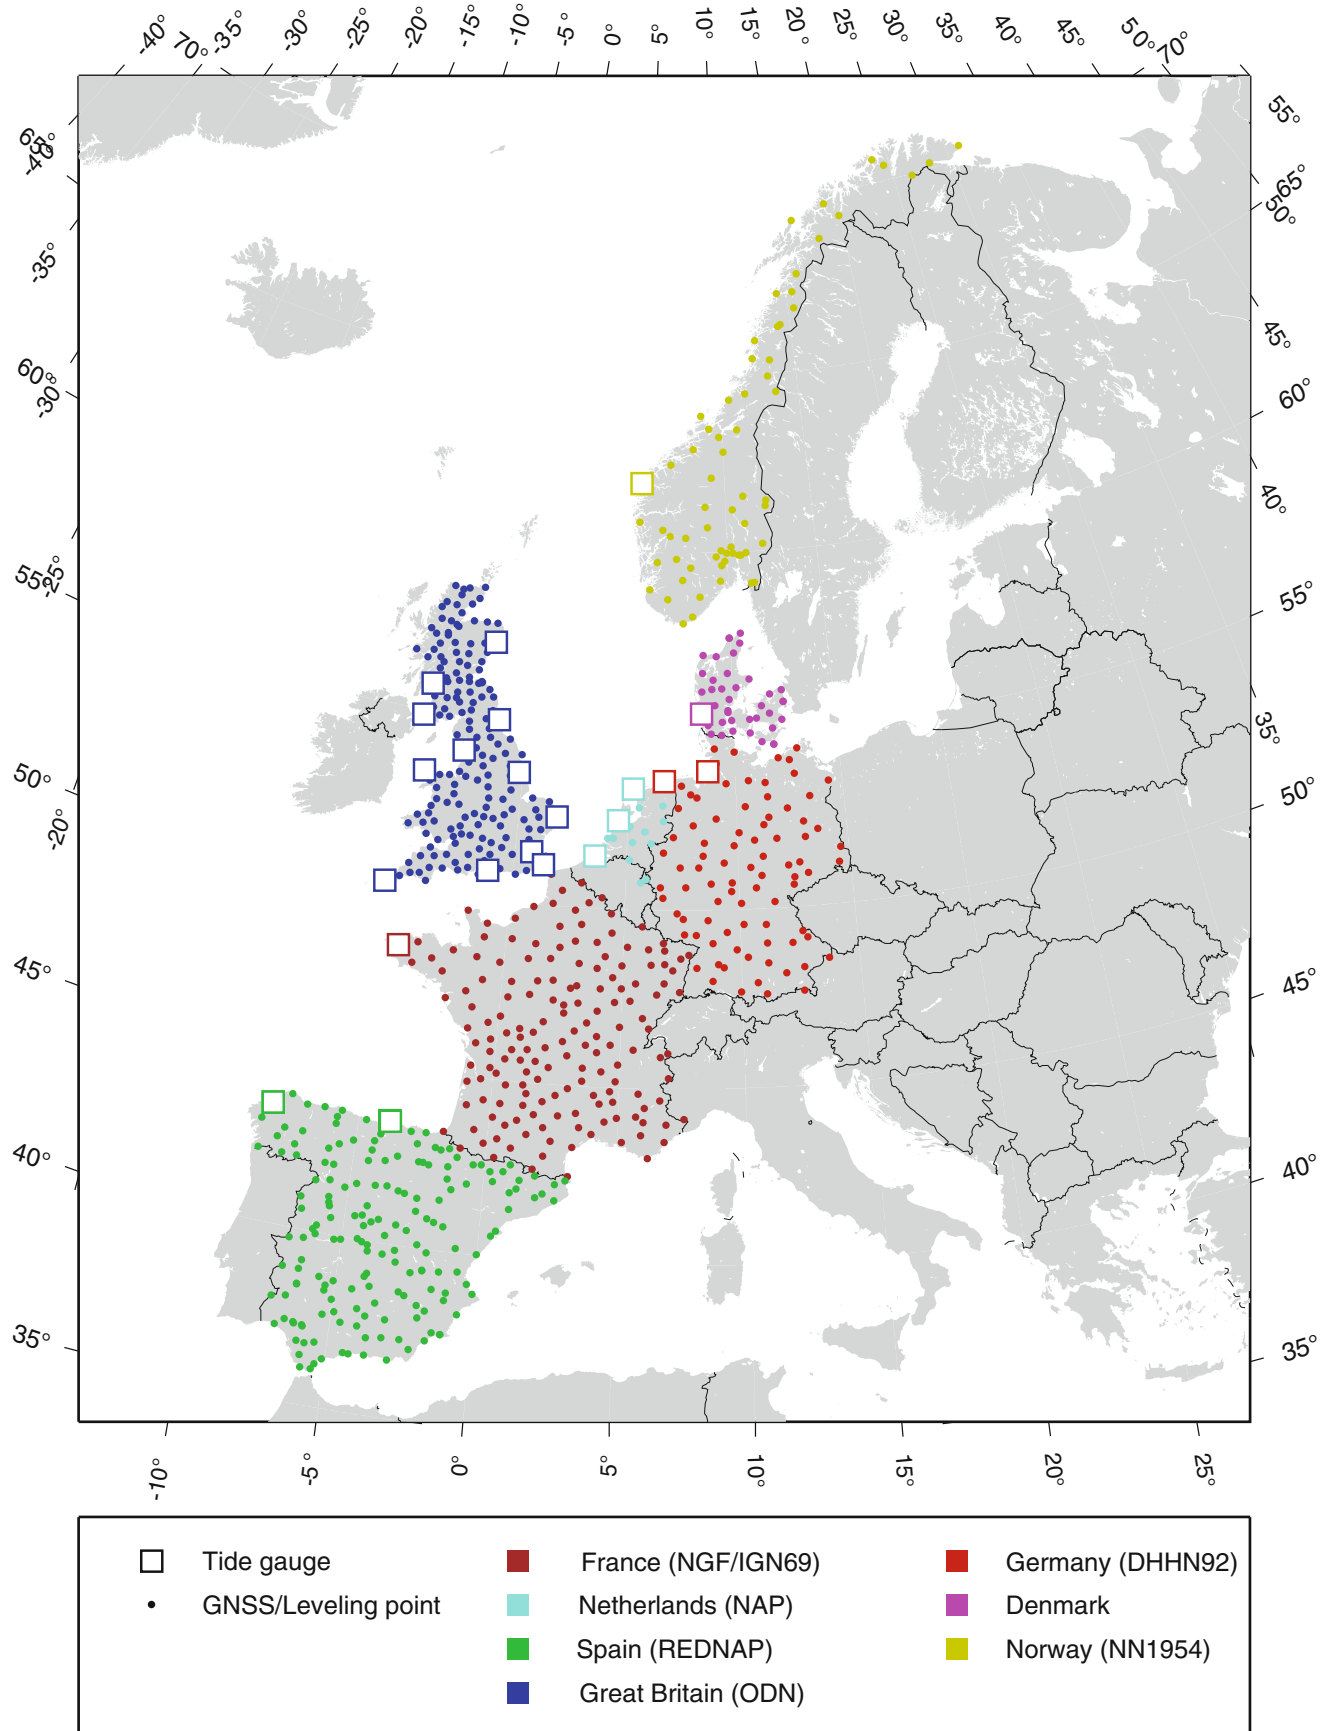 -40° 70° -35° -30° -25° -20° -15° -10° -5° 0° 5° 10° 15° 20° 25° 30° 35° 40° 45° 50° 70°
65° -40° 55°
65°
50°
-35°
45°
60° -30° 60°
40°
55° -25° 55°
35°
50° 50°
-20°
45° 45°
40° 40°
35° 35°
-10° -5° 0° 5° 10° 15° 20° 25°
Tide gauge France (NGF/IGN69) Germany (DHHN92)
GNSS/Leveling point Netherlands (NAP) Denmark
Spain (REDNAP) Norway (NN1954)
Great Britain (ODN)